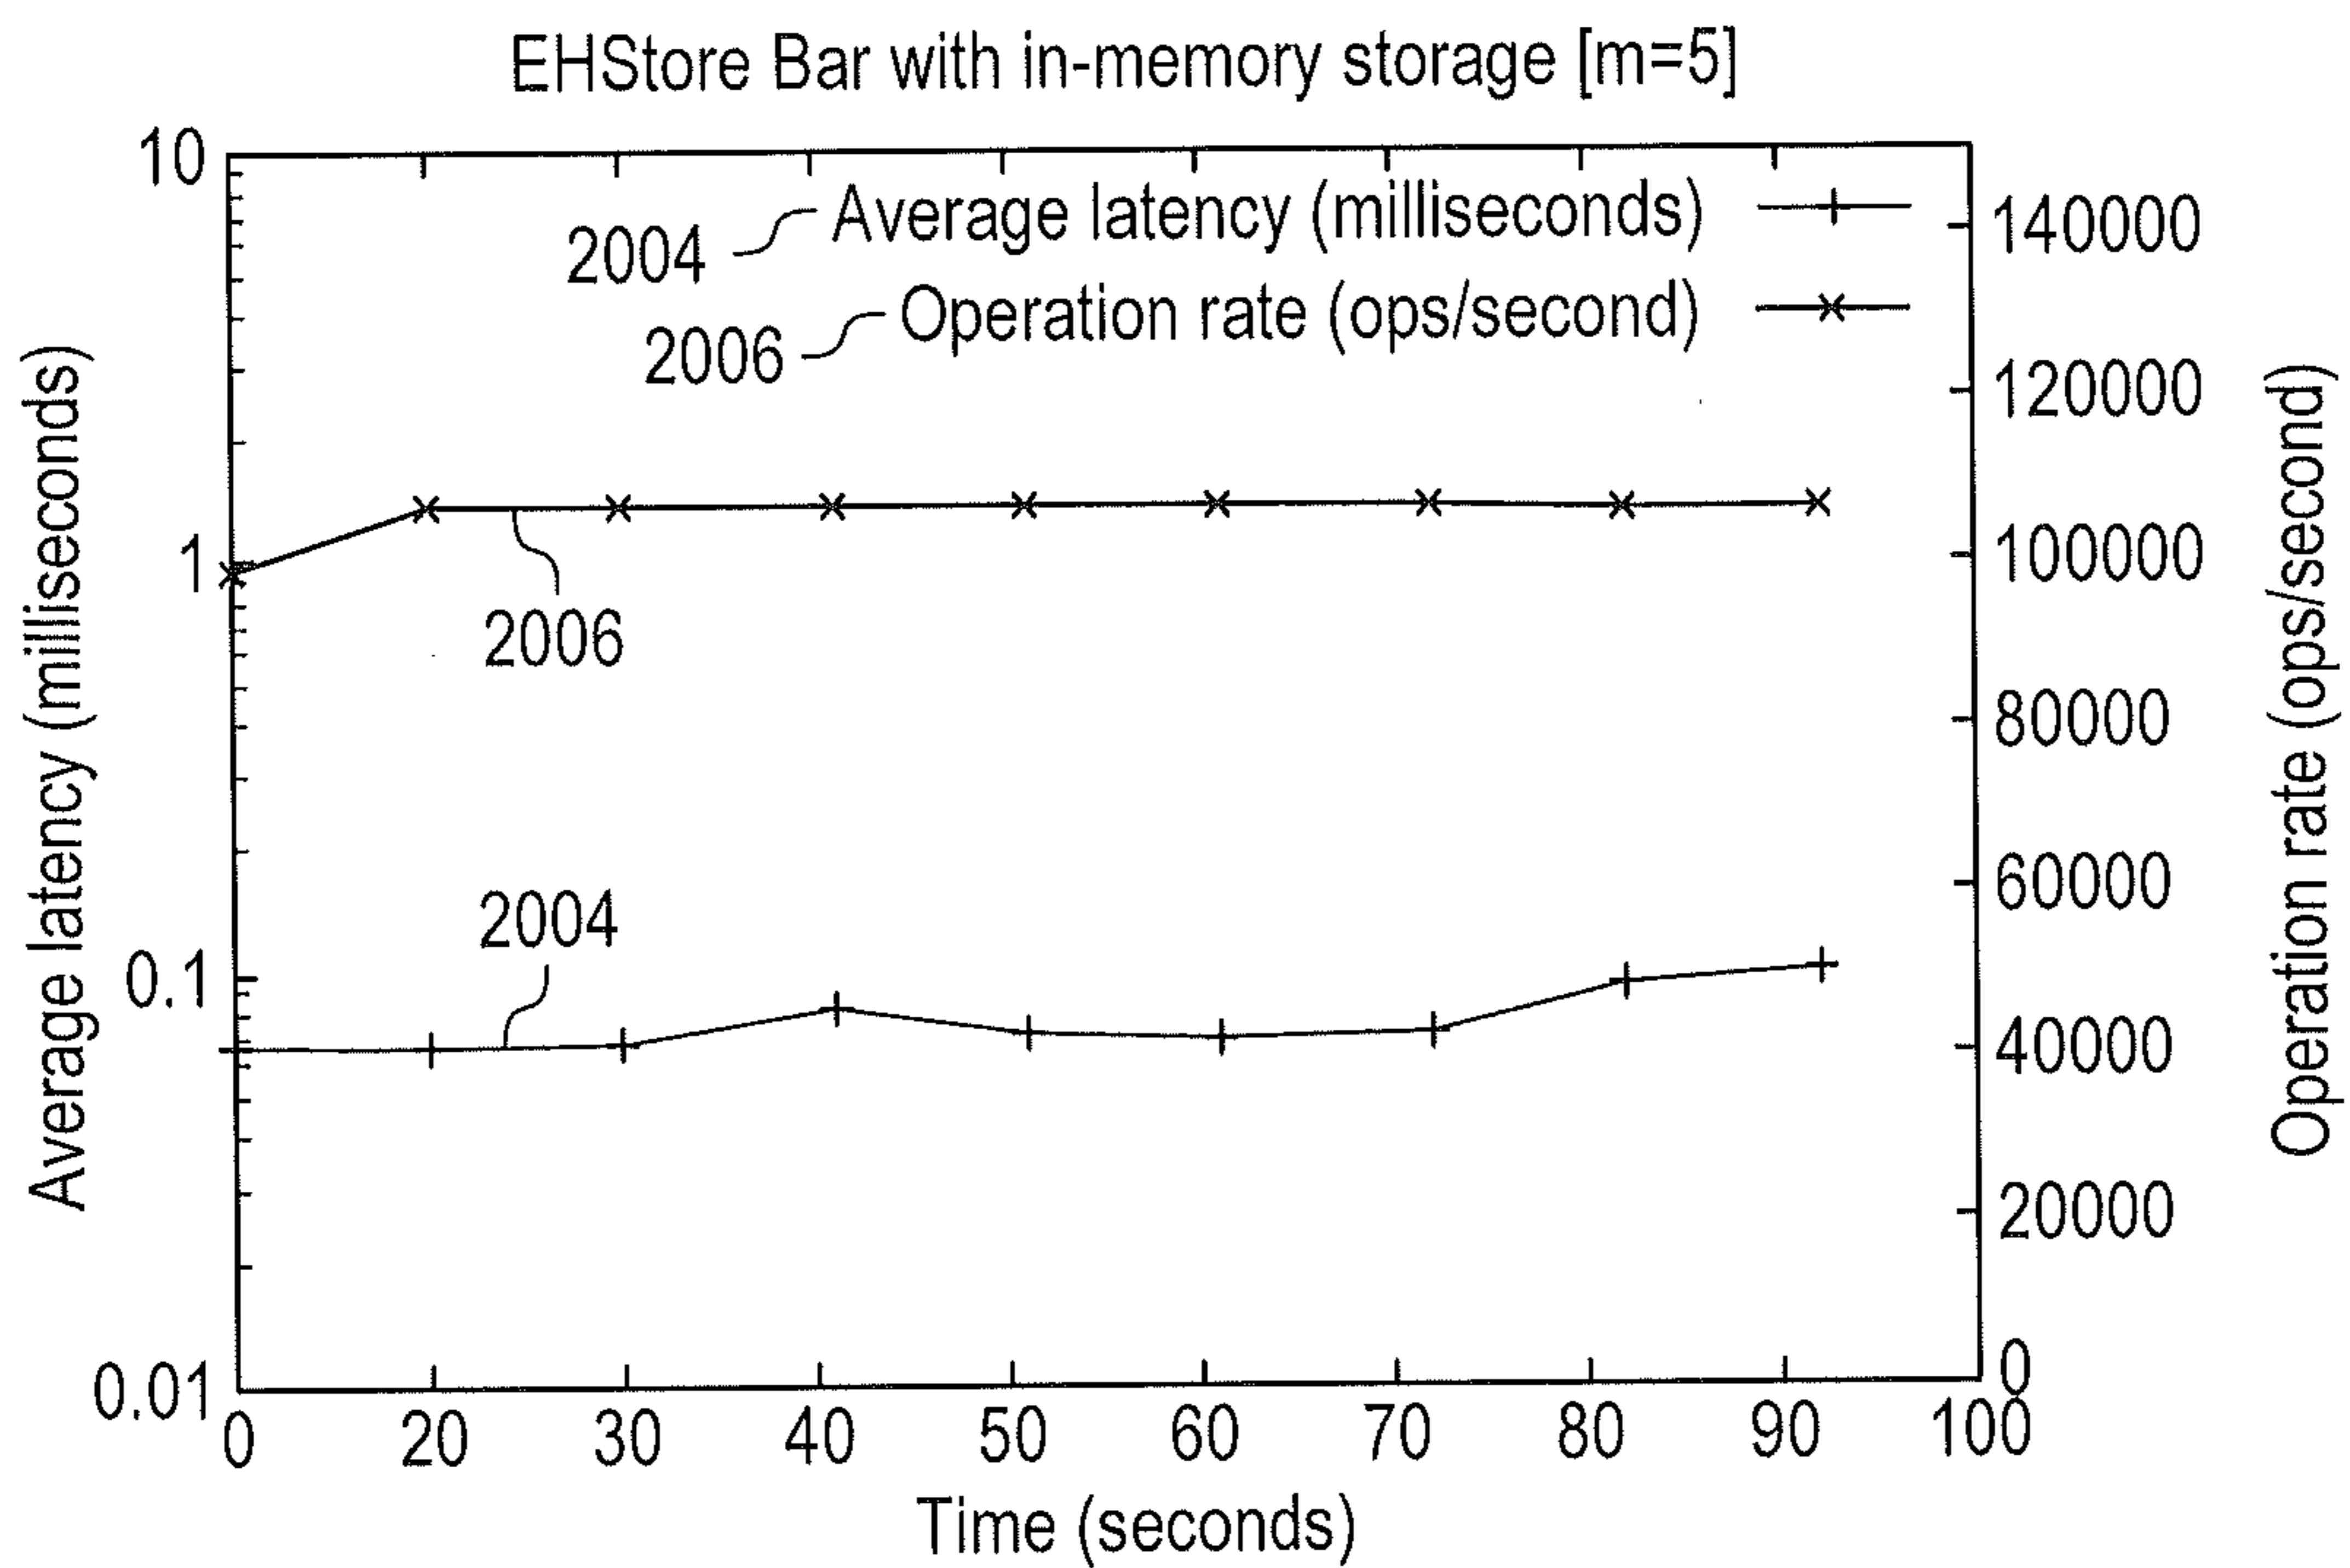 EHStore Bar with in-memory storage [m=5]
10
1
0.1
0.01
Average latency (milliseconds)
2004
Average latency (milliseconds)
2006
Operation rate (ops/second)
2006
2004
140000
120000
100000
80000
60000
40000
20000
0
Operation rate (ops/second)
0 20 30 40 50 60 70 80 90 100
Time (seconds)